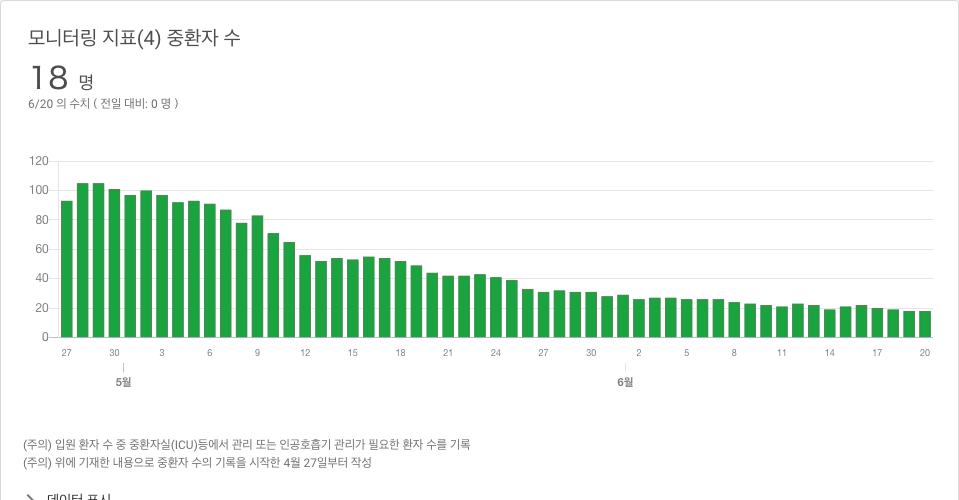 모니터링 지표(4) 중환자 수
18 명
6/20 의 수치 ( 전일 대비: 0 명 )
120
100
80
60
40
20
0
27 30 3 6 9 12 15 18 21 24 27 30 2 5 8 11 14 17 20
5월 6월
(주의) 입원 환자 수 중 중환자실(ICU)등에서 관리 또는 인공호흡기 관리가 필요한 환자 수를 기록
(주의) 위에 기재한 내용으로 중환자 수의 기록을 시작한 4월 27일부터 작성
데이터 표시